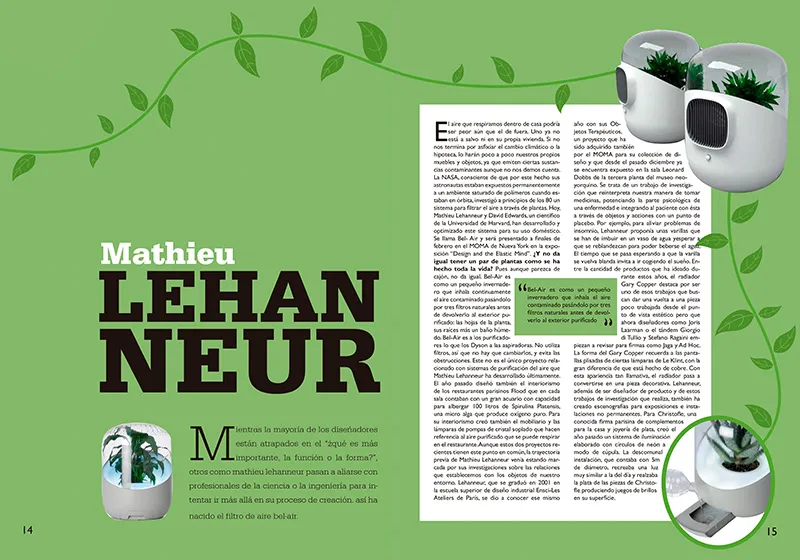 Mathieu
LEHAN
NEUR
Mientras la mayoría de los diseñadores
están atrapados en el "¿qué es más
importante, la función o la forma?",
otros como mathieu lehanneur pasan a aliarse con
profesionales de la ciencia o la ingeniería para in-
tentar ir más allá en su proceso de creación. así ha
nacido el filtro de aire bel-air.
14
El aire que respiramos dentro de casa podría
ser peor aún que el de fuera. Uno ya no
está a salvo ni en su propia vivienda. Si no
nos termina por asfixiar el cambio climático o la
hipoteca, lo harán poco a poco nuestros propios
muebles y objetos, ya que emiten ciertas sustan-
cias contaminantes aunque no nos demos cuenta.
La NASA, consciente de que por este hecho sus
astronautas estaban expuestos permanentemente
a un ambiente saturado de polímeros cuando es-
taban en órbita, investigó a principios de los 80 un
sistema para filtrar el aire a través de plantas. Hoy,
Mathieu Lehanneur y David Edwards, un científico
de la Universidad de Harvard, han desarrollado y
optimizado este sistema para su uso doméstico.
Se llama Bel- Air y será presentado a finales de
febrero en el MOMA de Nueva York en la expo-
sición "Design and the Elastic Mind". ¿Y no da
igual tener un par de plantas como se ha
hecho toda la vida? Pues aunque parezca de
cajón, no da igual. Bel-Air es
como un pequeño inverna-
dero que inhala continuamente
el aire contaminado pasándolo
por tres filtros naturales antes
de devolverlo al exterior pu-
rificado: las hojas de la planta,
sus raíces más un baño húme-
do. Bel-Air es a los purificado-
res lo que los Dyson a las aspiradoras. No utiliza
filtros, así que no hay que cambiarlos, y evita las
obstrucciones. Este no es el único proyecto rela-
cionado con sistemas de purificación del aire que
Mathieu Lehanneur ha desarrollado últimamente.
El año pasado diseñó también el interiorismo
de los restaurantes parisinos Flood que en cada
sala contaban con un gran acuario con capacidad
para albergar 100 litros de Spirulina Platensis,
una micro alga que produce oxígeno puro. Para
su interiorismo creó también el mobiliario y las
lámparas de pompas de cristal soplado que hacen
referencia al aire purificado que se puede respirar
en el restaurante. Aunque estos dos proyectos re-
cientes tienen este punto en común, la trayectoria
previa de Mathieu Lehanneur venía estando mar-
cada por sus investigaciones sobre las relaciones
que establecemos con los objetos de nuestro
entorno. Lehanneur, que se graduó en 2001 en
la escuela superior de diseño industrial Ensci-Les
Ateliers de París, se dio a conocer ese mismo
"Bel-Air es como un pequeño
invernadero que inhala el aire
contaminado pasándolo por tres
filtros naturales antes de devol-
verlo al exterior purificado"
año con sus Ob-
jetos Terapéuticos,
un proyecto que ha
sido adquirido también
por el MOMA para su colección de di-
seño y que desde el pasado diciembre ya
se encuentra expuesto en la sala Leonard
Dobbs de la tercera planta del museo neo-
yorquino. Se trata de un trabajo de investiga-
ción que reinterpreta nuestra manera de tomar
medicinas, potenciando la parte psicológica de
una enfermedad e integrando al paciente con ésta
a través de objetos y acciones con un punto de
placebo. Por ejemplo, para aliviar problemas de
insomnio, Lehanneur proponía unas varillas que
se han de imbuir en un vaso de agua y esperar a
que se reblandezcan para poder beberse el agua.
El tiempo que se pasa esperando a que la varilla
se vuelva blanda invita a ir cogiendo el sueño. En-
tre la cantidad de productos que ha ideado du-
rante estos años, el radiador
Gary Copper destaca por ser
uno de esos trabajos que bus-
can dar una vuelta a una pieza
poco trabajada desde el pun-
to de vista estético pero que
ahora diseñadores como Joris
Laarman o el tándem Giorgio
di Tullio y Stefano Ragaini em-
piezan a revisar para firmas como Jaga y Ad Hoc.
La forma del Gary Copper recuerda a las panta-
llas plisadas de ciertas lámparas de Le Klint, con la
gran diferencia de que está hecho de cobre. Con
esta apariencia tan llamativa, el radiador pasa a
convertirse en una pieza decorativa. Lehanneur,
además de ser diseñador de producto y de estos
trabajos de investigación que realiza, también ha
creado escenografías para exposiciones e insta-
laciones no permanentes. Para Christofle, una
conocida firma parisina de complementos
para la casa y joyería de plata, creó el
año pasado un sistema de iluminación
elaborado con círculos de neón a
modo de cúpula. La descomunal
instalación, que contaba con 5m
de diámetro, recreaba una luz
muy similar a la del día y realzaba
la plata de las piezas de Christo-
fle produciendo juegos de brillos
en su superficie.
15